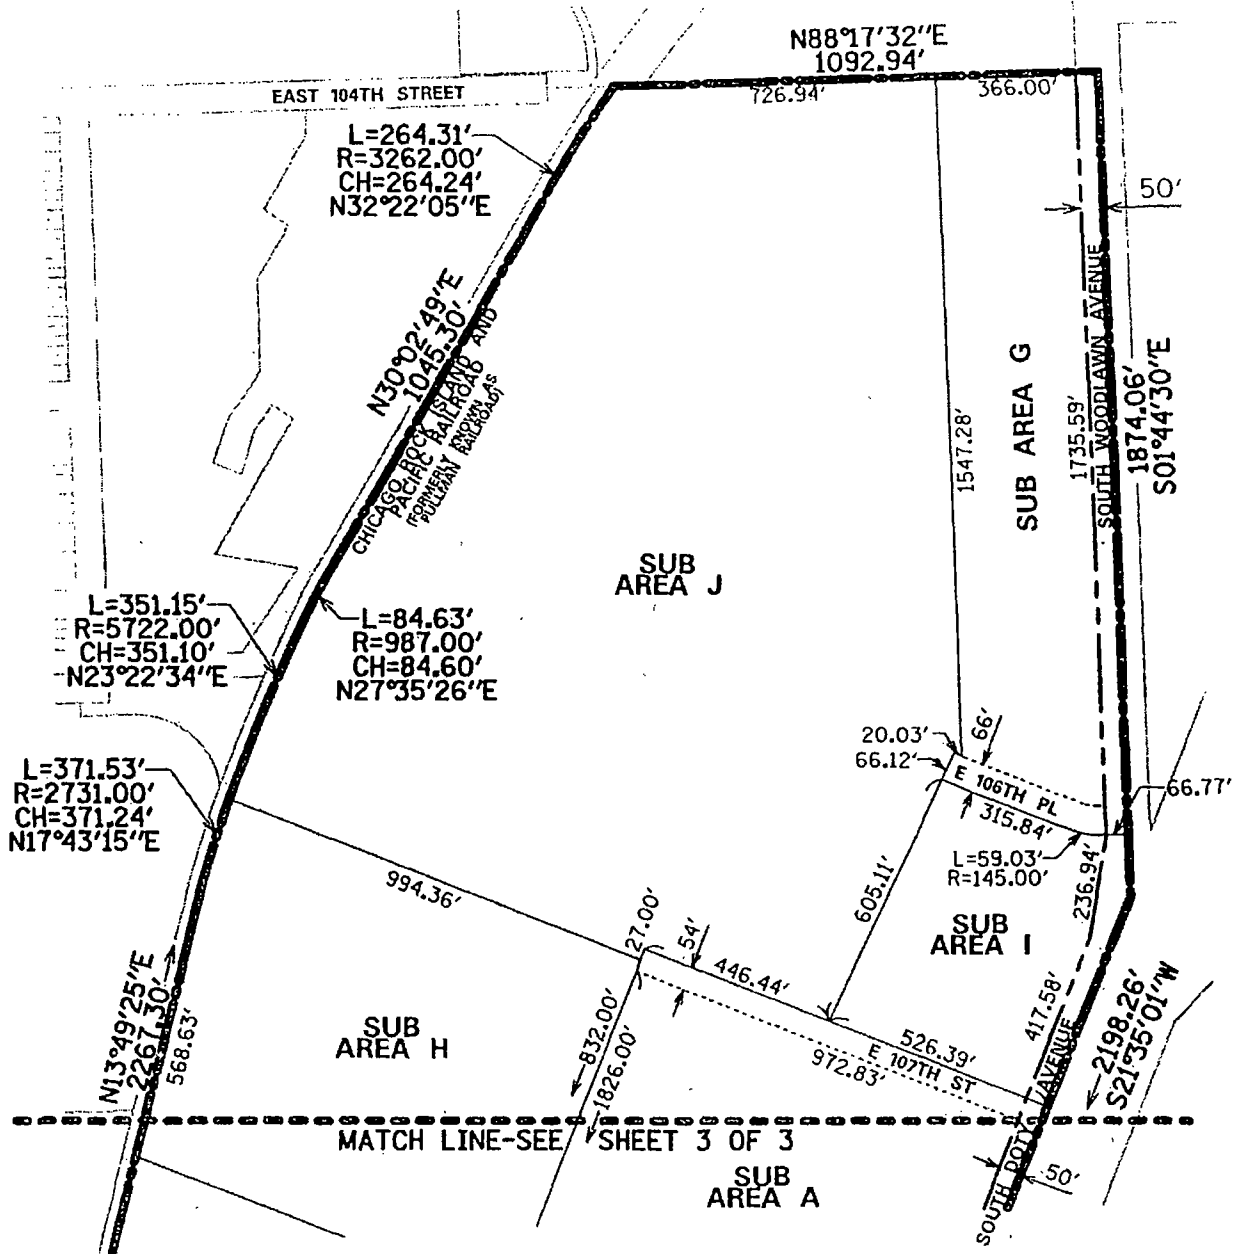 N88°17'32"E
1092.94'
726.94'
366.00'
EAST 104TH STREET
L=264.31'
R=3262.00'
CH=264.24'
N32°22'05"E
50'
N30°02'49"E
1045.30'
CHICAGO ROCK ISLAND AND
PACIFIC RAILROAD
(FORMERLY KNOWN AS
PULLMAN RAILROAD)
1547.28'
SUB AREA G
1735.59'
SOUTH WOODLAWN AVENUE
1874.06'
S01°44'30"E
SUB
AREA J
L=351.15'
R=5722.00'
CH=351.10'
N23°22'34"E
L=84.63'
R=987.00'
CH=84.60'
N27°35'26"E
20.03'
66'
66.12'
E 106TH PL
315.84'
66.77'
L=371.53'
R=2731.00'
CH=371.24'
N17°43'15"E
L=59.03'
R=145.00'
236.94'
994.36'
605.11'
27.00'
54'
446.44'
SUB
AREA I
417.58'
N13°49'25"E
2267.30'
568.63'
SUB
AREA H
832.00'
1826.00'
526.39'
E 107TH ST
972.83'
2198.26'
S21°35'01"W
MATCH LINE-SEE SHEET 3 OF 3
SUB
AREA A
SOUTH DOTY AVENUE
50'